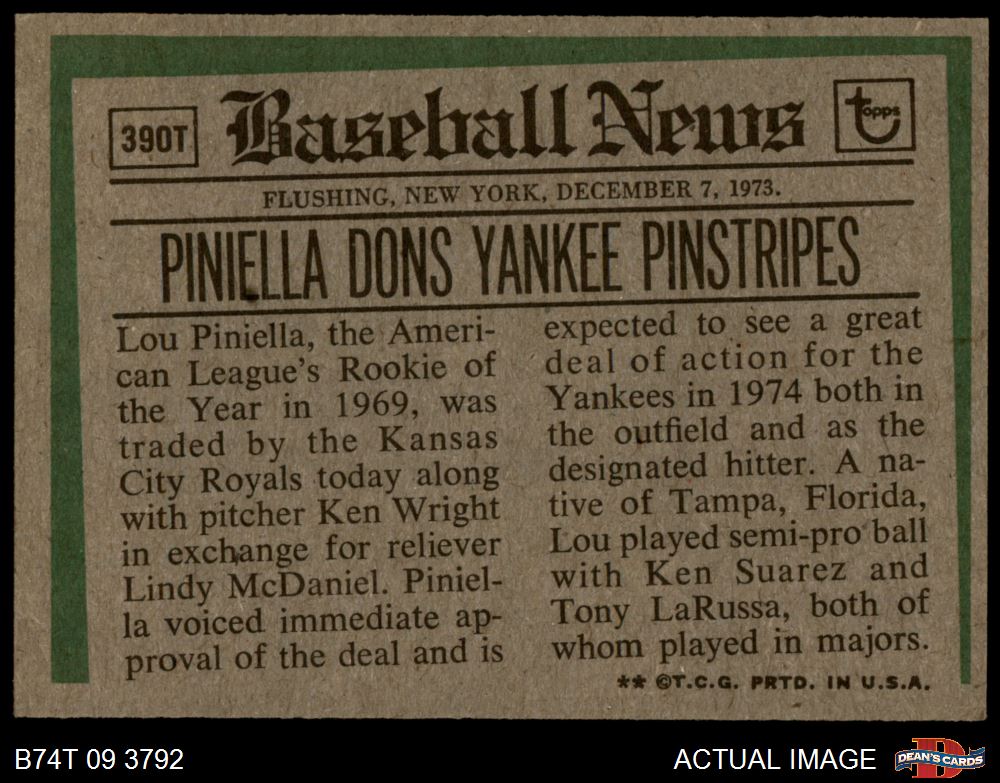 390T
Baseball News
Topps
FLUSHING, NEW YORK, DECEMBER 7, 1973.
PINIELLA DONS YANKEE PINSTRIPES
Lou Piniella, the Ameri-
can League's Rookie of
the Year in 1969, was
traded by the Kansas
City Royals today along
with pitcher Ken Wright
in exchange for reliever
Lindy McDaniel. Piniel-
la voiced immediate ap-
proval of the deal and is
expected to see a great
deal of action for the
Yankees in 1974 both in
the outfield and as the
designated hitter. A na-
tive of Tampa, Florida,
Lou played semi-pro ball
with Ken Suarez and
Tony LaRussa, both of
whom played in majors.
** ©T.C.G. PRTD. IN U.S.A.
B74T 09 3792
ACTUAL IMAGE
D
DEAN'S CARDS